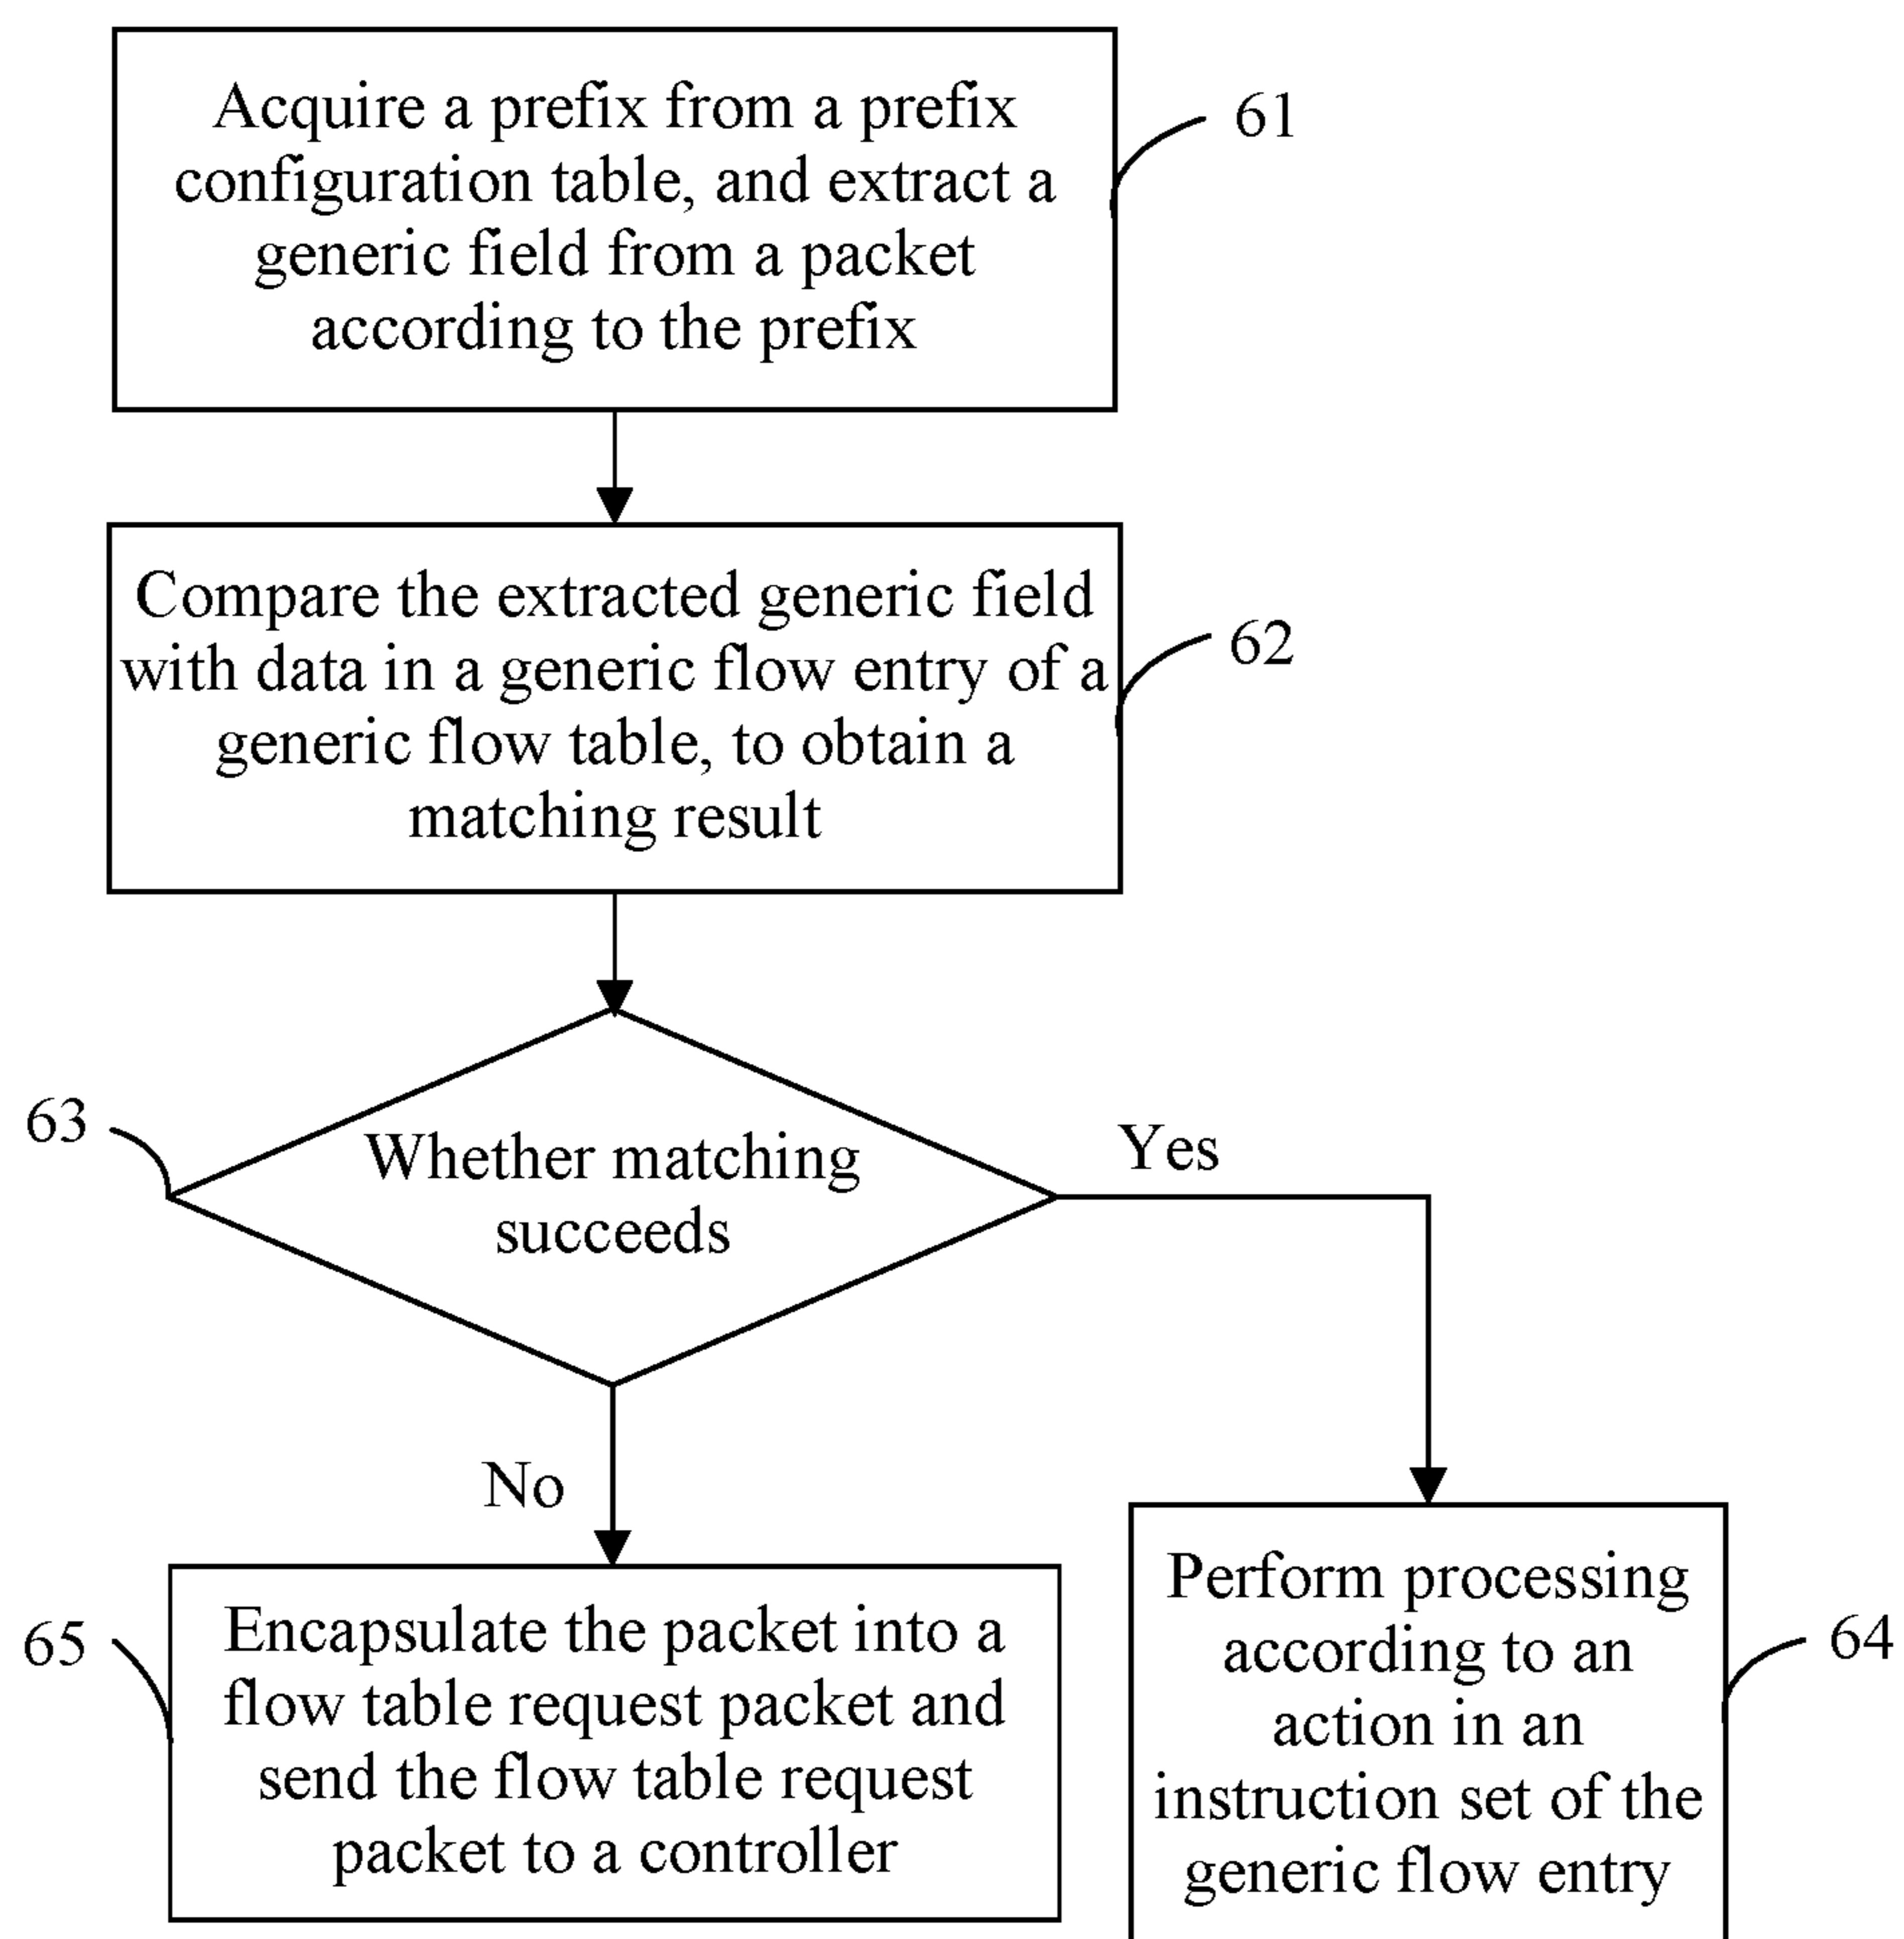 Acquire a prefix from a prefix
configuration table, and extract a
generic field from a packet
according to the prefix
61
Compare the extracted generic field
with data in a generic flow entry of a
generic flow table, to obtain a
matching result
62
63
Whether matching
succeeds
Yes
No
65
Encapsulate the packet into a
flow table request packet and
send the flow table request
packet to a controller
Perform processing
according to an
action in an
instruction set of the
generic flow entry
64